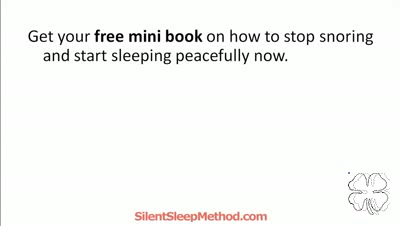 Get your free mini book on how to stop snoring
and start sleeping peacefully now.
SilentSleepMethod.com